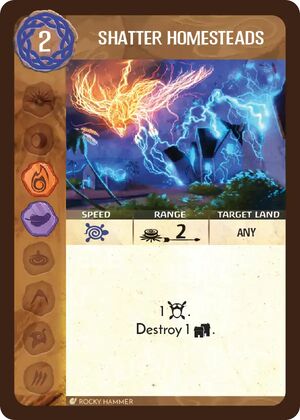 2
SHATTER HOMESTEADS
SPEED RANGE TARGET LAND
2 ANY
1 .
Destroy 1 .
ROCKY HAMMER